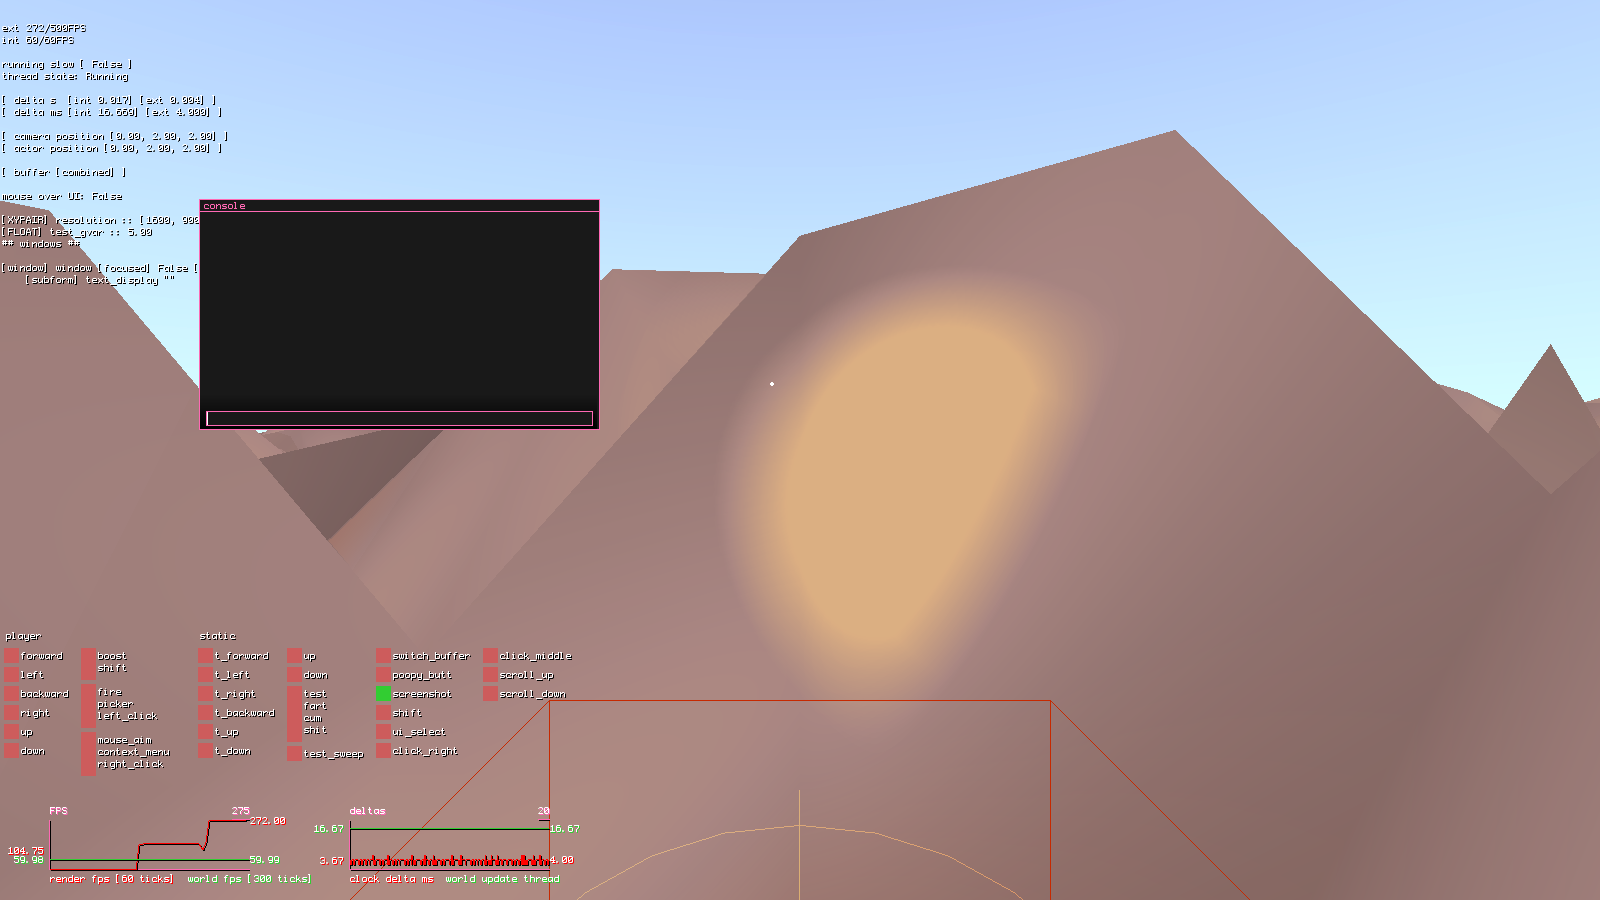 ext 272/500FPS
int 60/60FPS
running slow [ False ]
thread state: Running
[ delta s  [int 0.017] [ext 0.004] ]
[ delta ms [int 16.669] [ext 4.000] ]
[ camera position [0.00, 2.00, 2.00] ]
[ actor position [0.00, 2.00, 2.00] ]
[ buffer [combined] ]
mouse over UI: False
[XYPAIR] resolution :: [1600, 900
[FLOAT] test_gvar :: 5.00
## windows ##
[window] window [focused] False [
[subform] text_display ""
console
player
forward
left
backward
right
up
down
boost
shift
fire
picker
left_click
mouse_aim
context_menu
right_click
static
t_forward
t_left
t_right
t_backward
t_up
t_down
up
down
test
fart
cum
shit
test_sweep
switch_buffer
poopy_butt
screenshot
shift
ui_select
click_right
click_middle
scroll_up
scroll_down
FPS 275
272.00
104.75
59.98 59.99
render fps [60 ticks] world fps [300 ticks]
deltas 20
16.67 16.67
3.67 4.00
clock delta ms world update thread